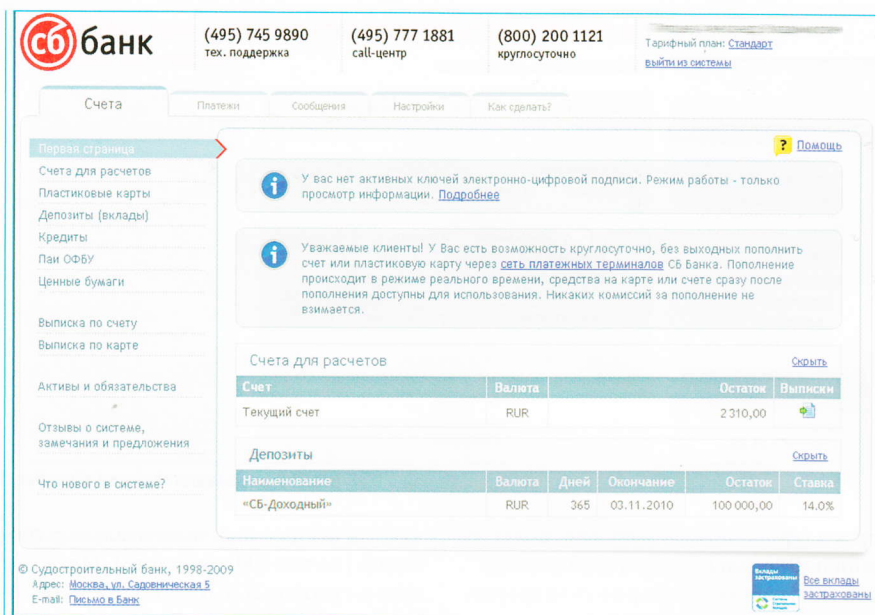 сб банк
(495) 745 9890
тех. поддержка
(495) 777 1881
call-центр
(800) 200 1121
круглосуточно
Тарифный план: Стандарт
выйти из системы
Счета
Платежи
Сообщения
Настройки
Как сделать?
Первая страница
Счета для расчетов
Пластиковые карты
Депозиты (вклады)
Кредиты
Паи ОФБУ
Ценные бумаги
Выписка по счету
Выписка по карте
Активы и обязательства
Отзывы о системе,
замечания и предложения
Что нового в системе?
? Помощь
У вас нет активных ключей электронно-цифровой подписи. Режим работы - только
просмотр информации. Подробнее
Уважаемые клиенты! У Вас есть возможность круглосуточно, без выходных пополнить
счет или пластиковую карту через сеть платежных терминалов СБ Банка. Пополнение
происходит в режиме реального времени, средства на карте или счете сразу после
пополнения доступны для использования. Никаких комиссий за пополнение не
взимается.
Счета для расчетов Скрыть
Счет Валюта Остаток Выписки
Текущий счет RUR 2 310,00
Депозиты Скрыть
Наименование Валюта Дней Окончание Остаток Ставка
«СБ-Доходный» RUR 365 03.11.2010 100 000,00 14.0%
© Судостроительный банк, 1998-2009
Адрес: Москва, ул. Садовническая 5
E-mail: Письмо в Банк
Вклады
застрахованы
Все вклады
застрахованы